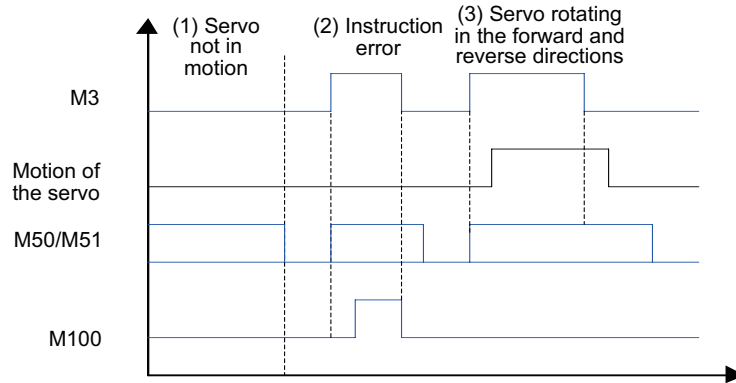 (1) Servo
not in
motion
(2) Instruction
error
(3) Servo rotating
in the forward and
reverse directions
M3
Motion of
the servo
M50/M51
M100